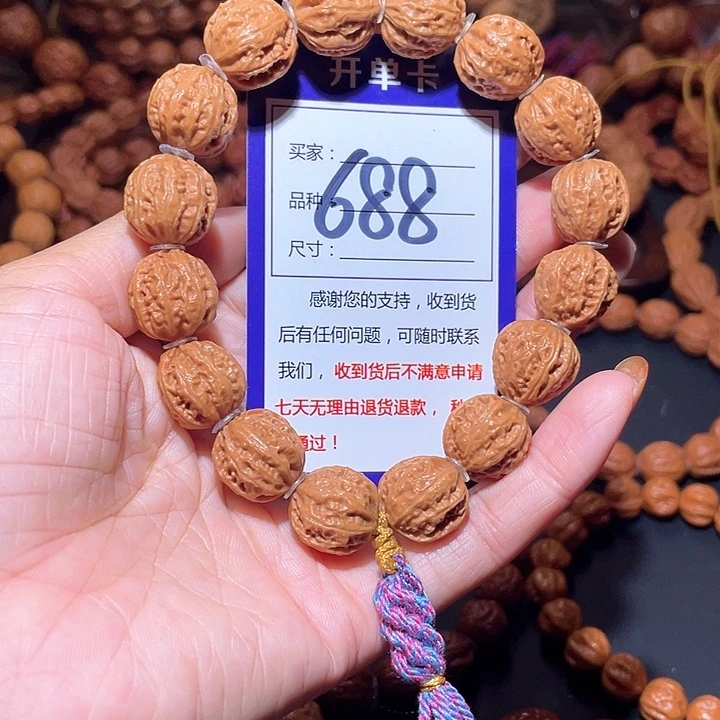 开单卡
买家：
品种：
688
尺寸：
感谢您的支持，收到货
后有任何问题，可随时联系
我们，收到货后不满意申请
七天无理由退货退款，
通过！